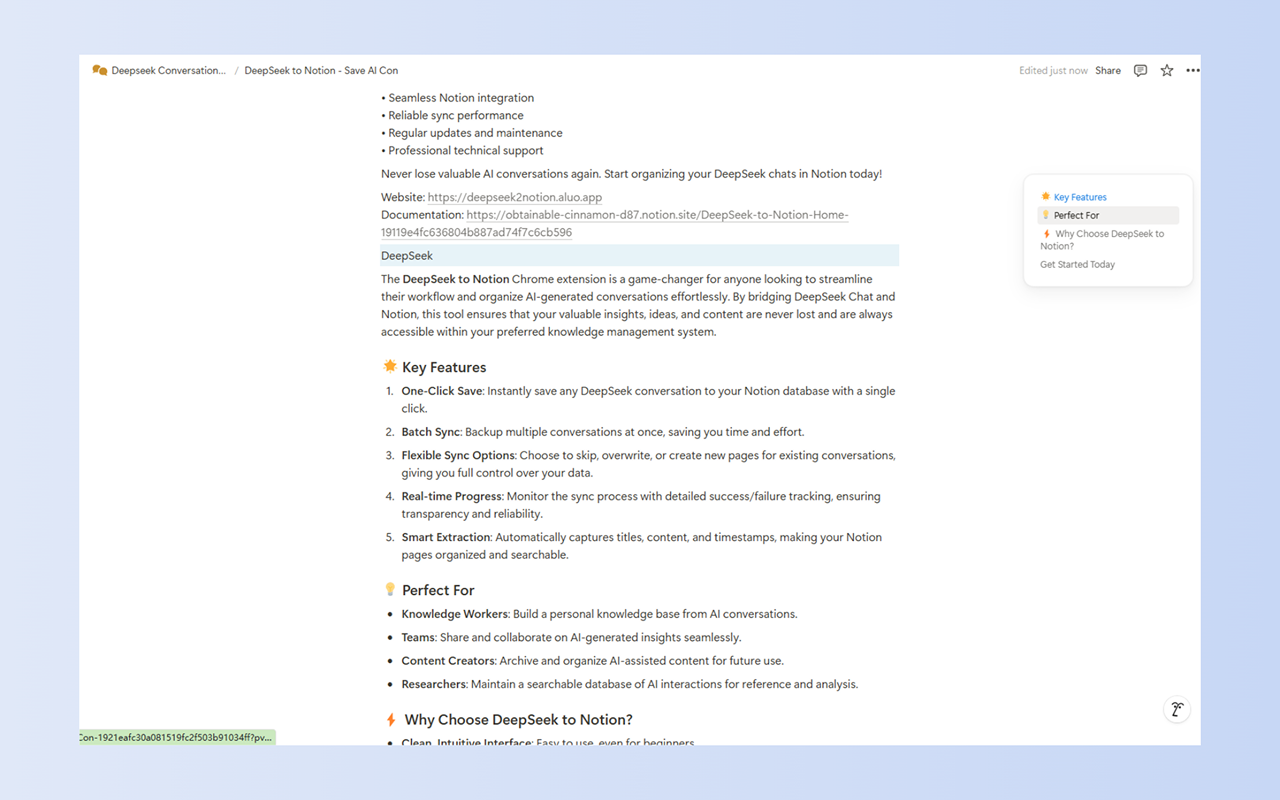 Deepseek Conversation... / DeepSeek to Notion - Save AI Con
Edited just now Share
• Seamless Notion integration
• Reliable sync performance
• Regular updates and maintenance
• Professional technical support
Never lose valuable AI conversations again. Start organizing your DeepSeek chats in Notion today!
Website: https://deepseek2notion.aluo.app
Documentation: https://obtainable-cinnamon-d87.notion.site/DeepSeek-to-Notion-Home-
19119e4fc636804b887ad74f7c6cb596
DeepSeek
The DeepSeek to Notion Chrome extension is a game-changer for anyone looking to streamline
their workflow and organize AI-generated conversations effortlessly. By bridging DeepSeek Chat and
Notion, this tool ensures that your valuable insights, ideas, and content are never lost and are always
accessible within your preferred knowledge management system.
Key Features
1. One-Click Save: Instantly save any DeepSeek conversation to your Notion database with a single
click.
2. Batch Sync: Backup multiple conversations at once, saving you time and effort.
3. Flexible Sync Options: Choose to skip, overwrite, or create new pages for existing conversations,
giving you full control over your data.
4. Real-time Progress: Monitor the sync process with detailed success/failure tracking, ensuring
transparency and reliability.
5. Smart Extraction: Automatically captures titles, content, and timestamps, making your Notion
pages organized and searchable.
Perfect For
• Knowledge Workers: Build a personal knowledge base from AI conversations.
• Teams: Share and collaborate on AI-generated insights seamlessly.
• Content Creators: Archive and organize AI-assisted content for future use.
• Researchers: Maintain a searchable database of AI interactions for reference and analysis.
Why Choose DeepSeek to Notion?
• Clean, Intuitive Interface: Easy to use, even for beginners
Key Features
Perfect For
Why Choose DeepSeek to
Notion?
Get Started Today
Con-1921eafc30a081519fc2f503b91034ff?pv...